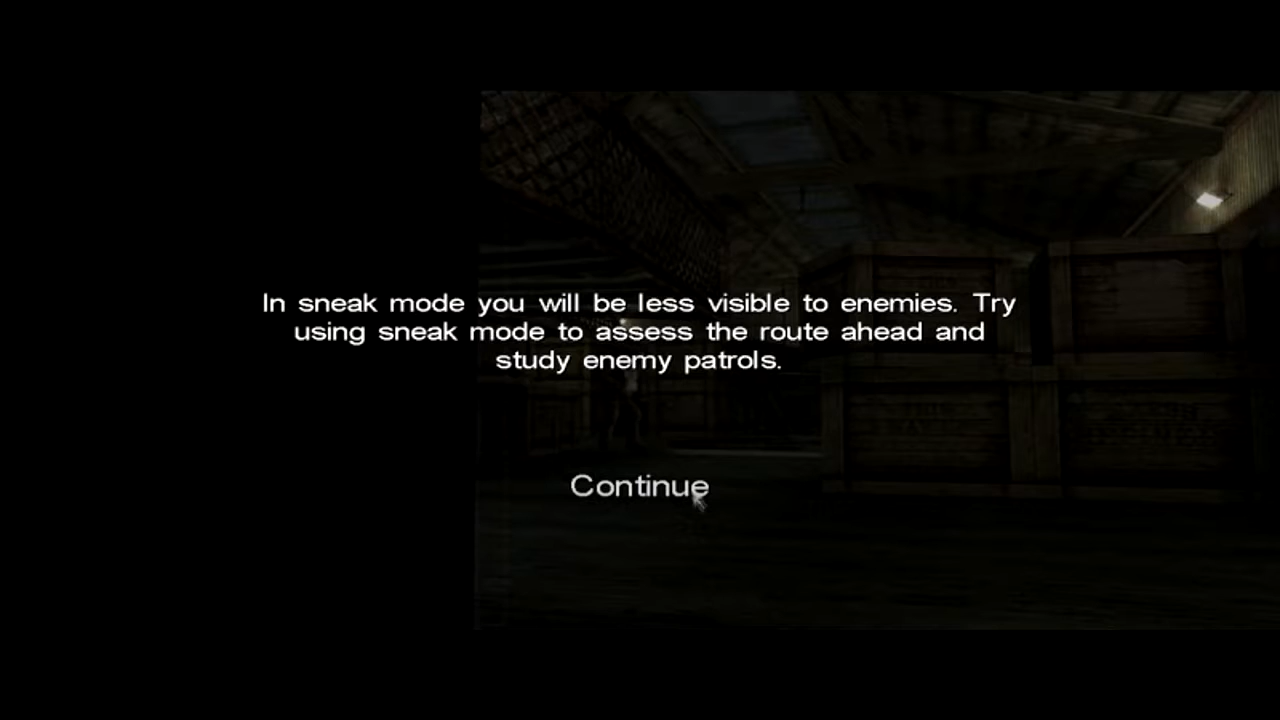 In sneak mode you will be less visible to enemies. Try
using sneak mode to assess the route ahead and
study enemy patrols.
Continue